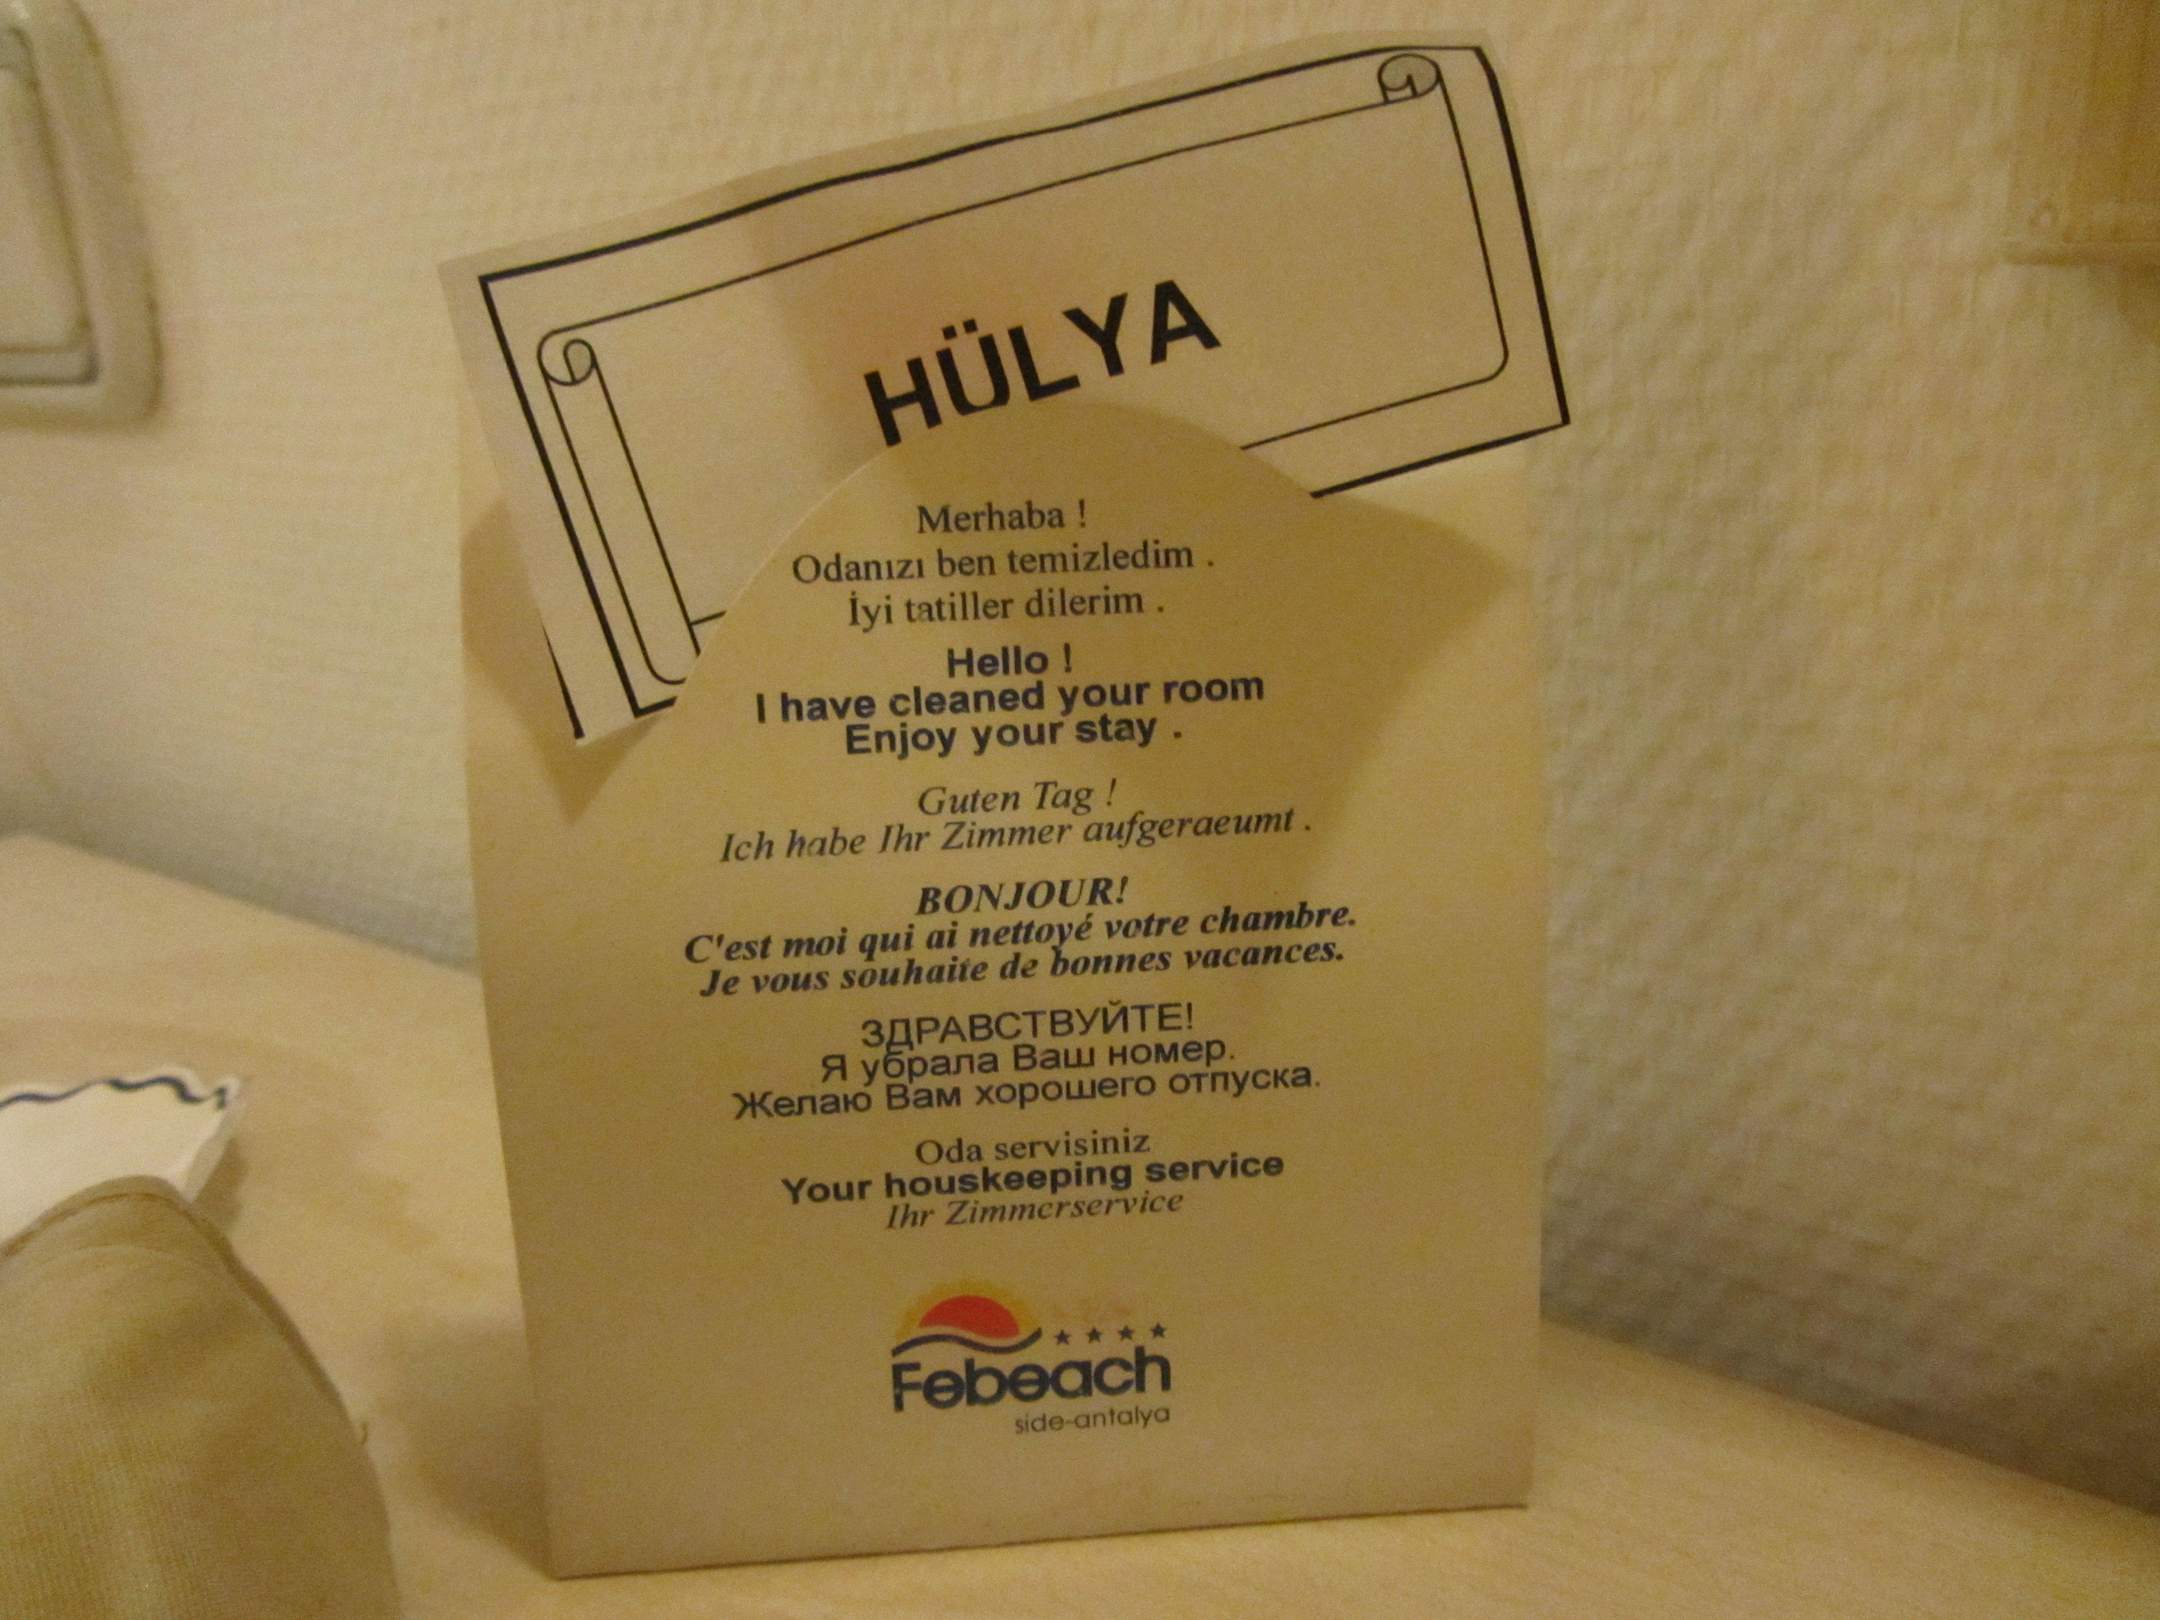 HÜLYA
Merhaba !
Odanızı ben temizledim .
İyi tatiller dilerim .
Hello !
I have cleaned your room
Enjoy your stay .
Guten Tag !
Ich habe Ihr Zimmer aufgeraeumt .
BONJOUR!
C'est moi qui ai nettoyé votre chambre.
Je vous souhaite de bonnes vacances.
ЗДРАВСТВУЙТЕ!
Я убрала Ваш номер.
Желаю Вам хорошего отпуска.
Oda servisiniz
Your houskeeping service
Ihr Zimmerservice
Febeach
side-antalya